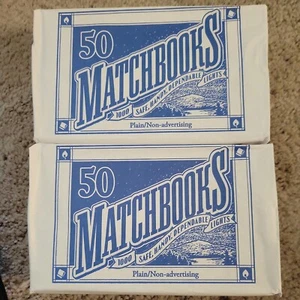 50
MATCHBOOKS
1000 SAFE, HANDY, DEPENDABLE LIGHTS
Plain/Non-advertising
50
MATCHBOOKS
1000 SAFE, HANDY, DEPENDABLE LIGHTS
Plain/Non-advertising